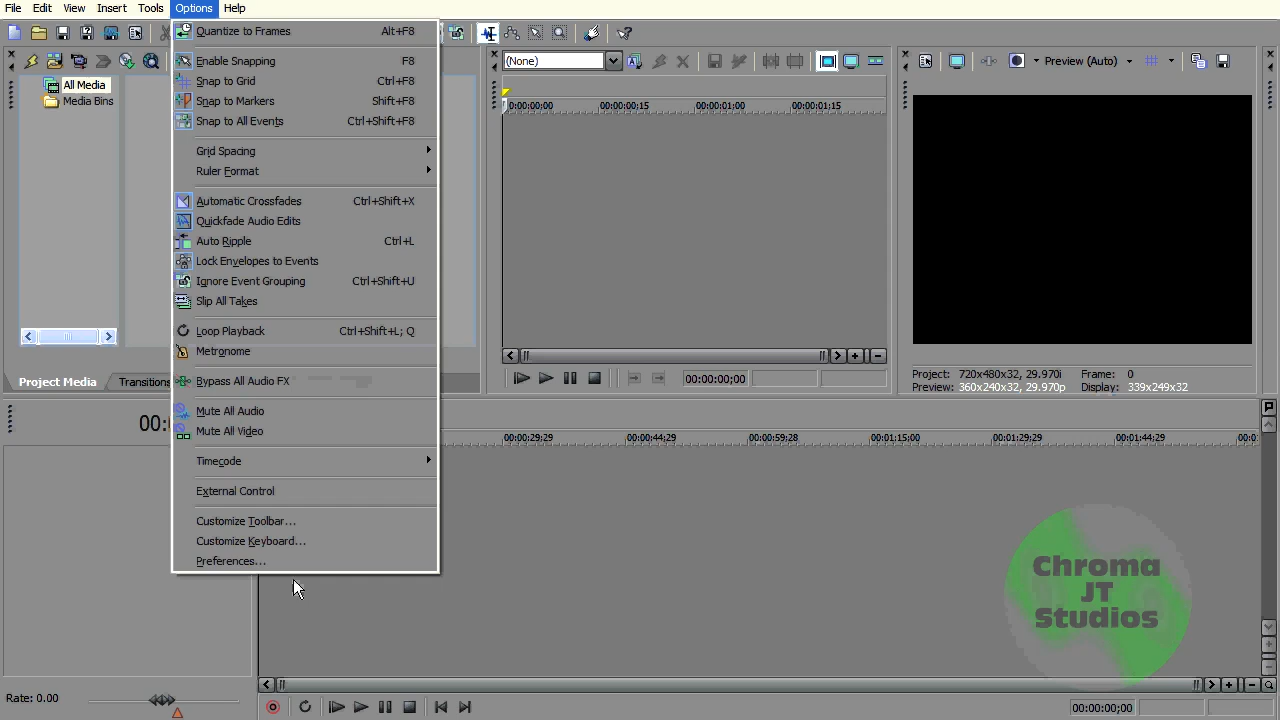 File Edit View Insert Tools Options Help
Quantize to Frames Alt+F8
Enable Snapping F8
Snap to Grid Ctrl+F8
Snap to Markers Shift+F8
Snap to All Events Ctrl+Shift+F8
Grid Spacing
Ruler Format
Automatic Crossfades Ctrl+Shift+X
Quickfade Audio Edits
Auto Ripple Ctrl+L
Lock Envelopes to Events
Ignore Event Grouping Ctrl+Shift+U
Slip All Takes
Loop Playback Ctrl+Shift+L; Q
Metronome
Bypass All Audio FX
Mute All Audio
Mute All Video
Timecode
External Control
Customize Toolbar...
Customize Keyboard...
Preferences...
All Media
Media Bins
Project Media Transitions
(None)
0:00:00:00 00:00:00;15 00:00:01;00 00:00:01;15
00:00:00;00
Preview (Auto)
Project: 720x480x32, 29.970i Frame: 0
Preview: 360x240x32, 29.970p Display: 339x249x32
00:
00:00:29;29 00:00:44;29 00:00:59;28 00:01:15;00 00:01:29;29 00:01:44;29 00:0
Chroma
JT
Studios
Rate: 0.00
00:00:00;00